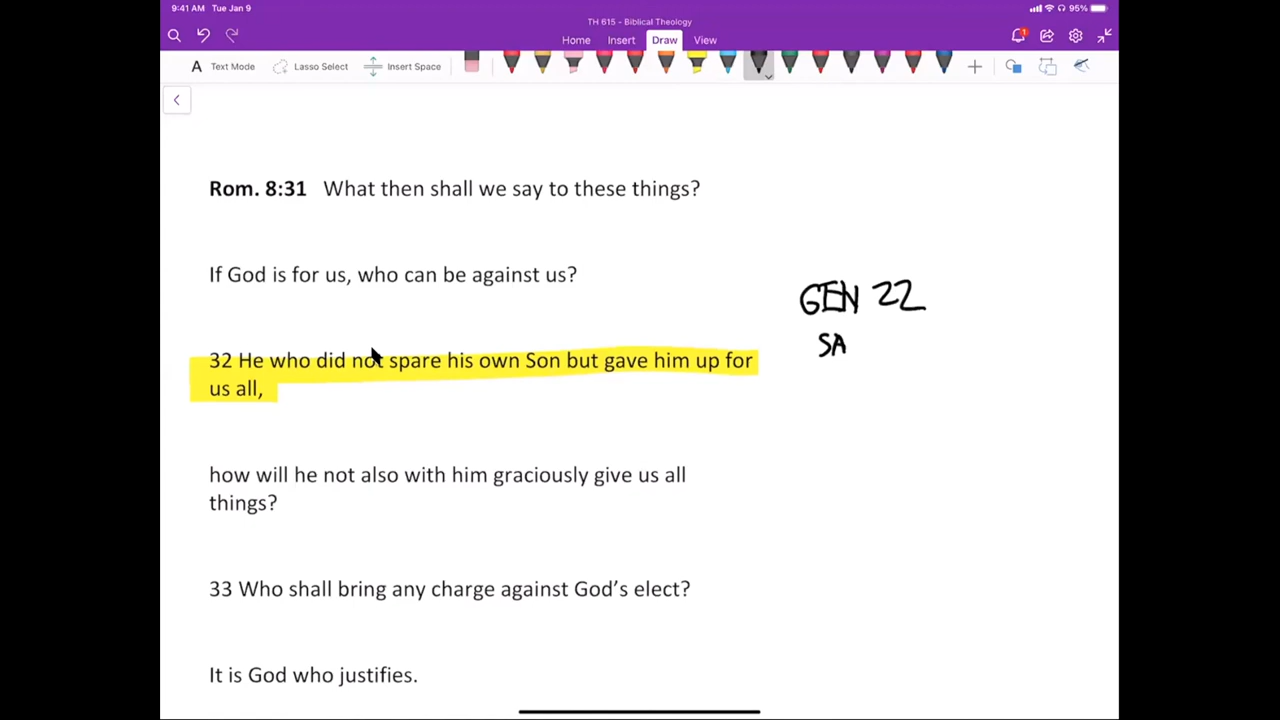 9:41 AM Tue Jan 9
95%
TH 615 - Biblical Theology
Home Insert Draw View
1
A Text Mode Lasso Select Insert Space
Rom. 8:31 What then shall we say to these things?
If God is for us, who can be against us?
GEN 22
SA
32 He who did not spare his own Son but gave him up for
us all,
how will he not also with him graciously give us all
things?
33 Who shall bring any charge against God’s elect?
It is God who justifies.